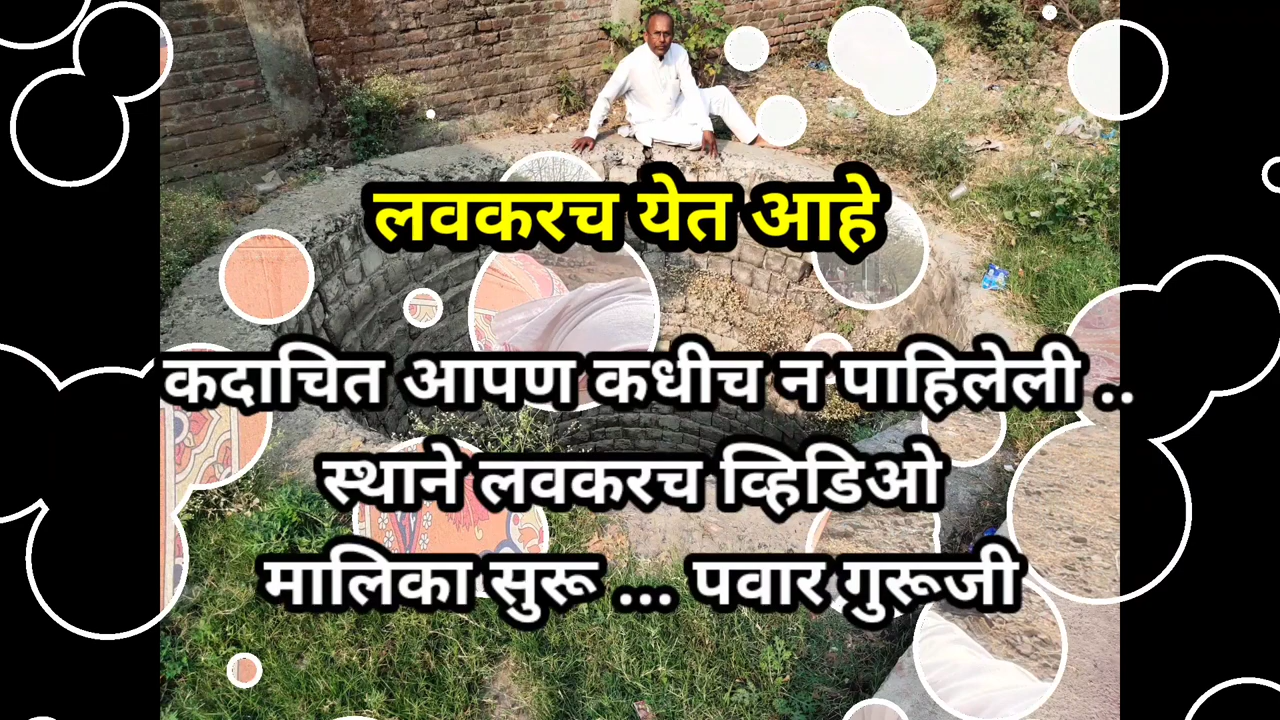 लवकरच येत आहे
कदाचित आपण कधीच न पाहिलेली ..
स्थाने लवकरच व्हिडिओ
मालिका सुरू ... पवार गुरूजी